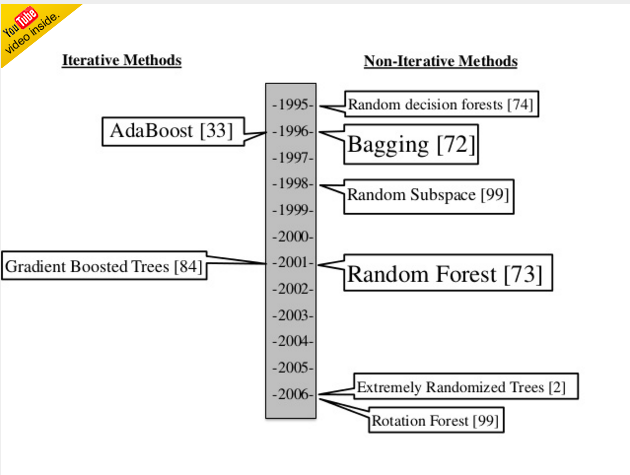 You Tube
video inside.
Iterative Methods
Non-Iterative Methods
-1995-
Random decision forests [74]
AdaBoost [33]
-1996-
Bagging [72]
-1997-
-1998-
Random Subspace [99]
-1999-
-2000-
Gradient Boosted Trees [84]
-2001-
Random Forest [73]
-2002-
-2003-
-2004-
-2005-
Extremely Randomized Trees [2]
-2006-
Rotation Forest [99]